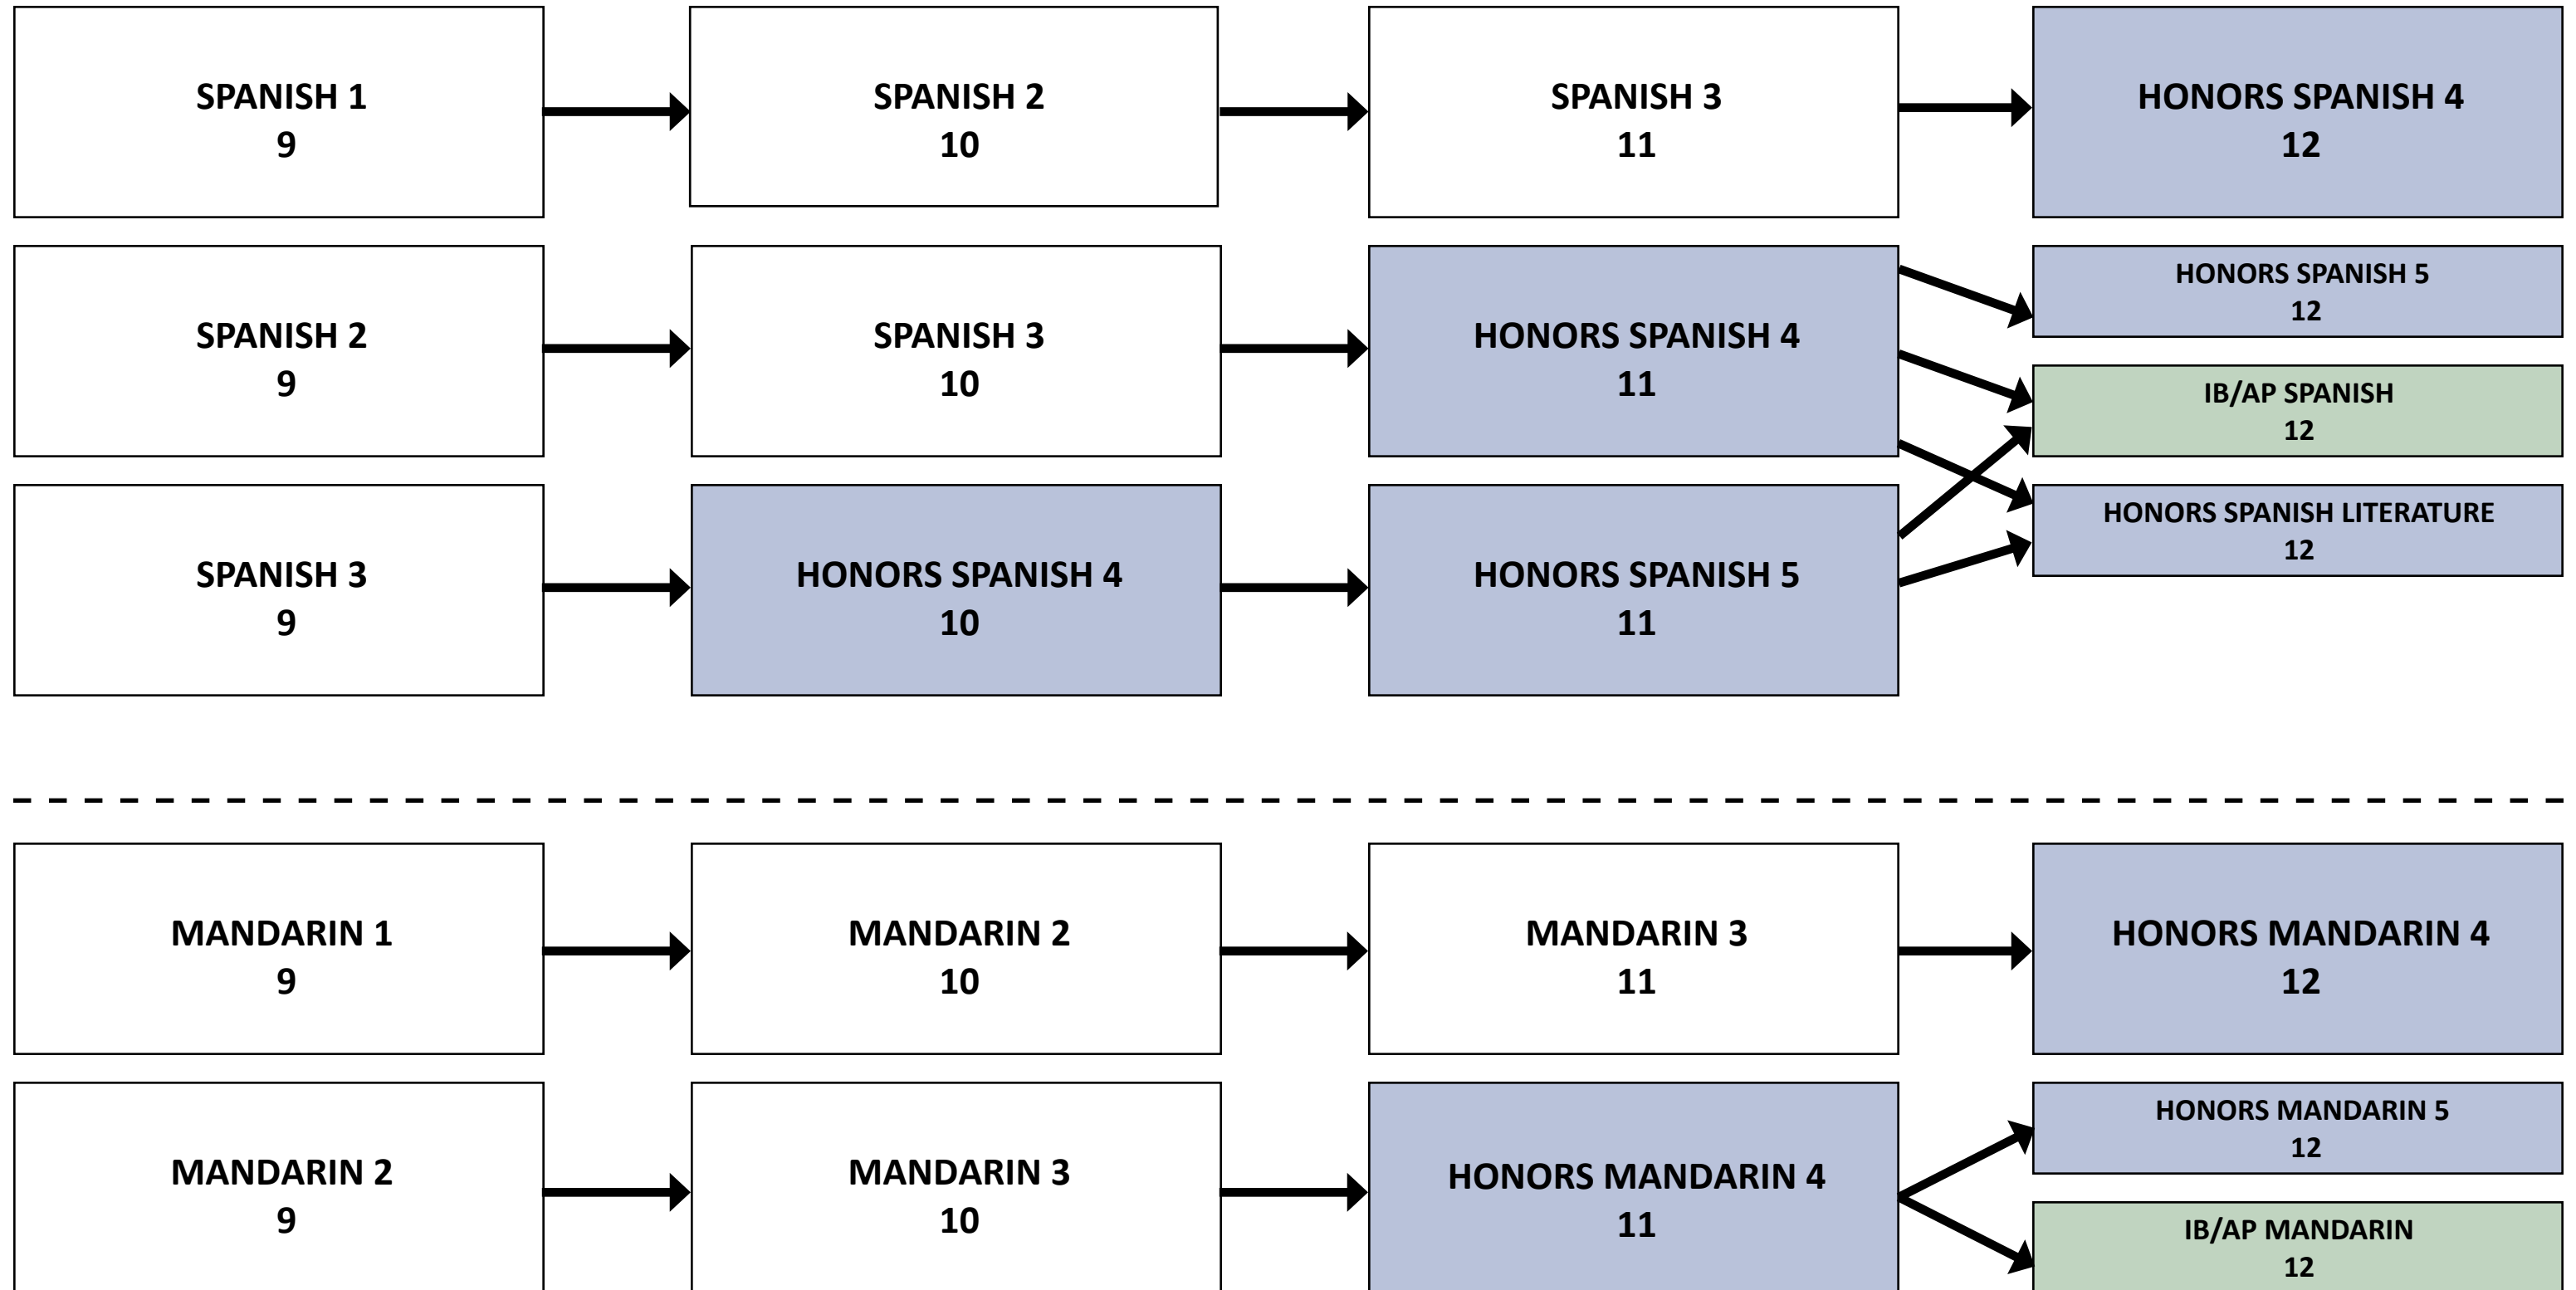 SPANISH 1
9
SPANISH 2
10
SPANISH 3
11
HONORS SPANISH 4
12
SPANISH 2
9
SPANISH 3
10
HONORS SPANISH 4
11
HONORS SPANISH 5
12
IB/AP SPANISH
12
SPANISH 3
9
HONORS SPANISH 4
10
HONORS SPANISH 5
11
HONORS SPANISH LITERATURE
12
MANDARIN 1
9
MANDARIN 2
10
MANDARIN 3
11
HONORS MANDARIN 4
12
MANDARIN 2
9
MANDARIN 3
10
HONORS MANDARIN 4
11
HONORS MANDARIN 5
12
IB/AP MANDARIN
12